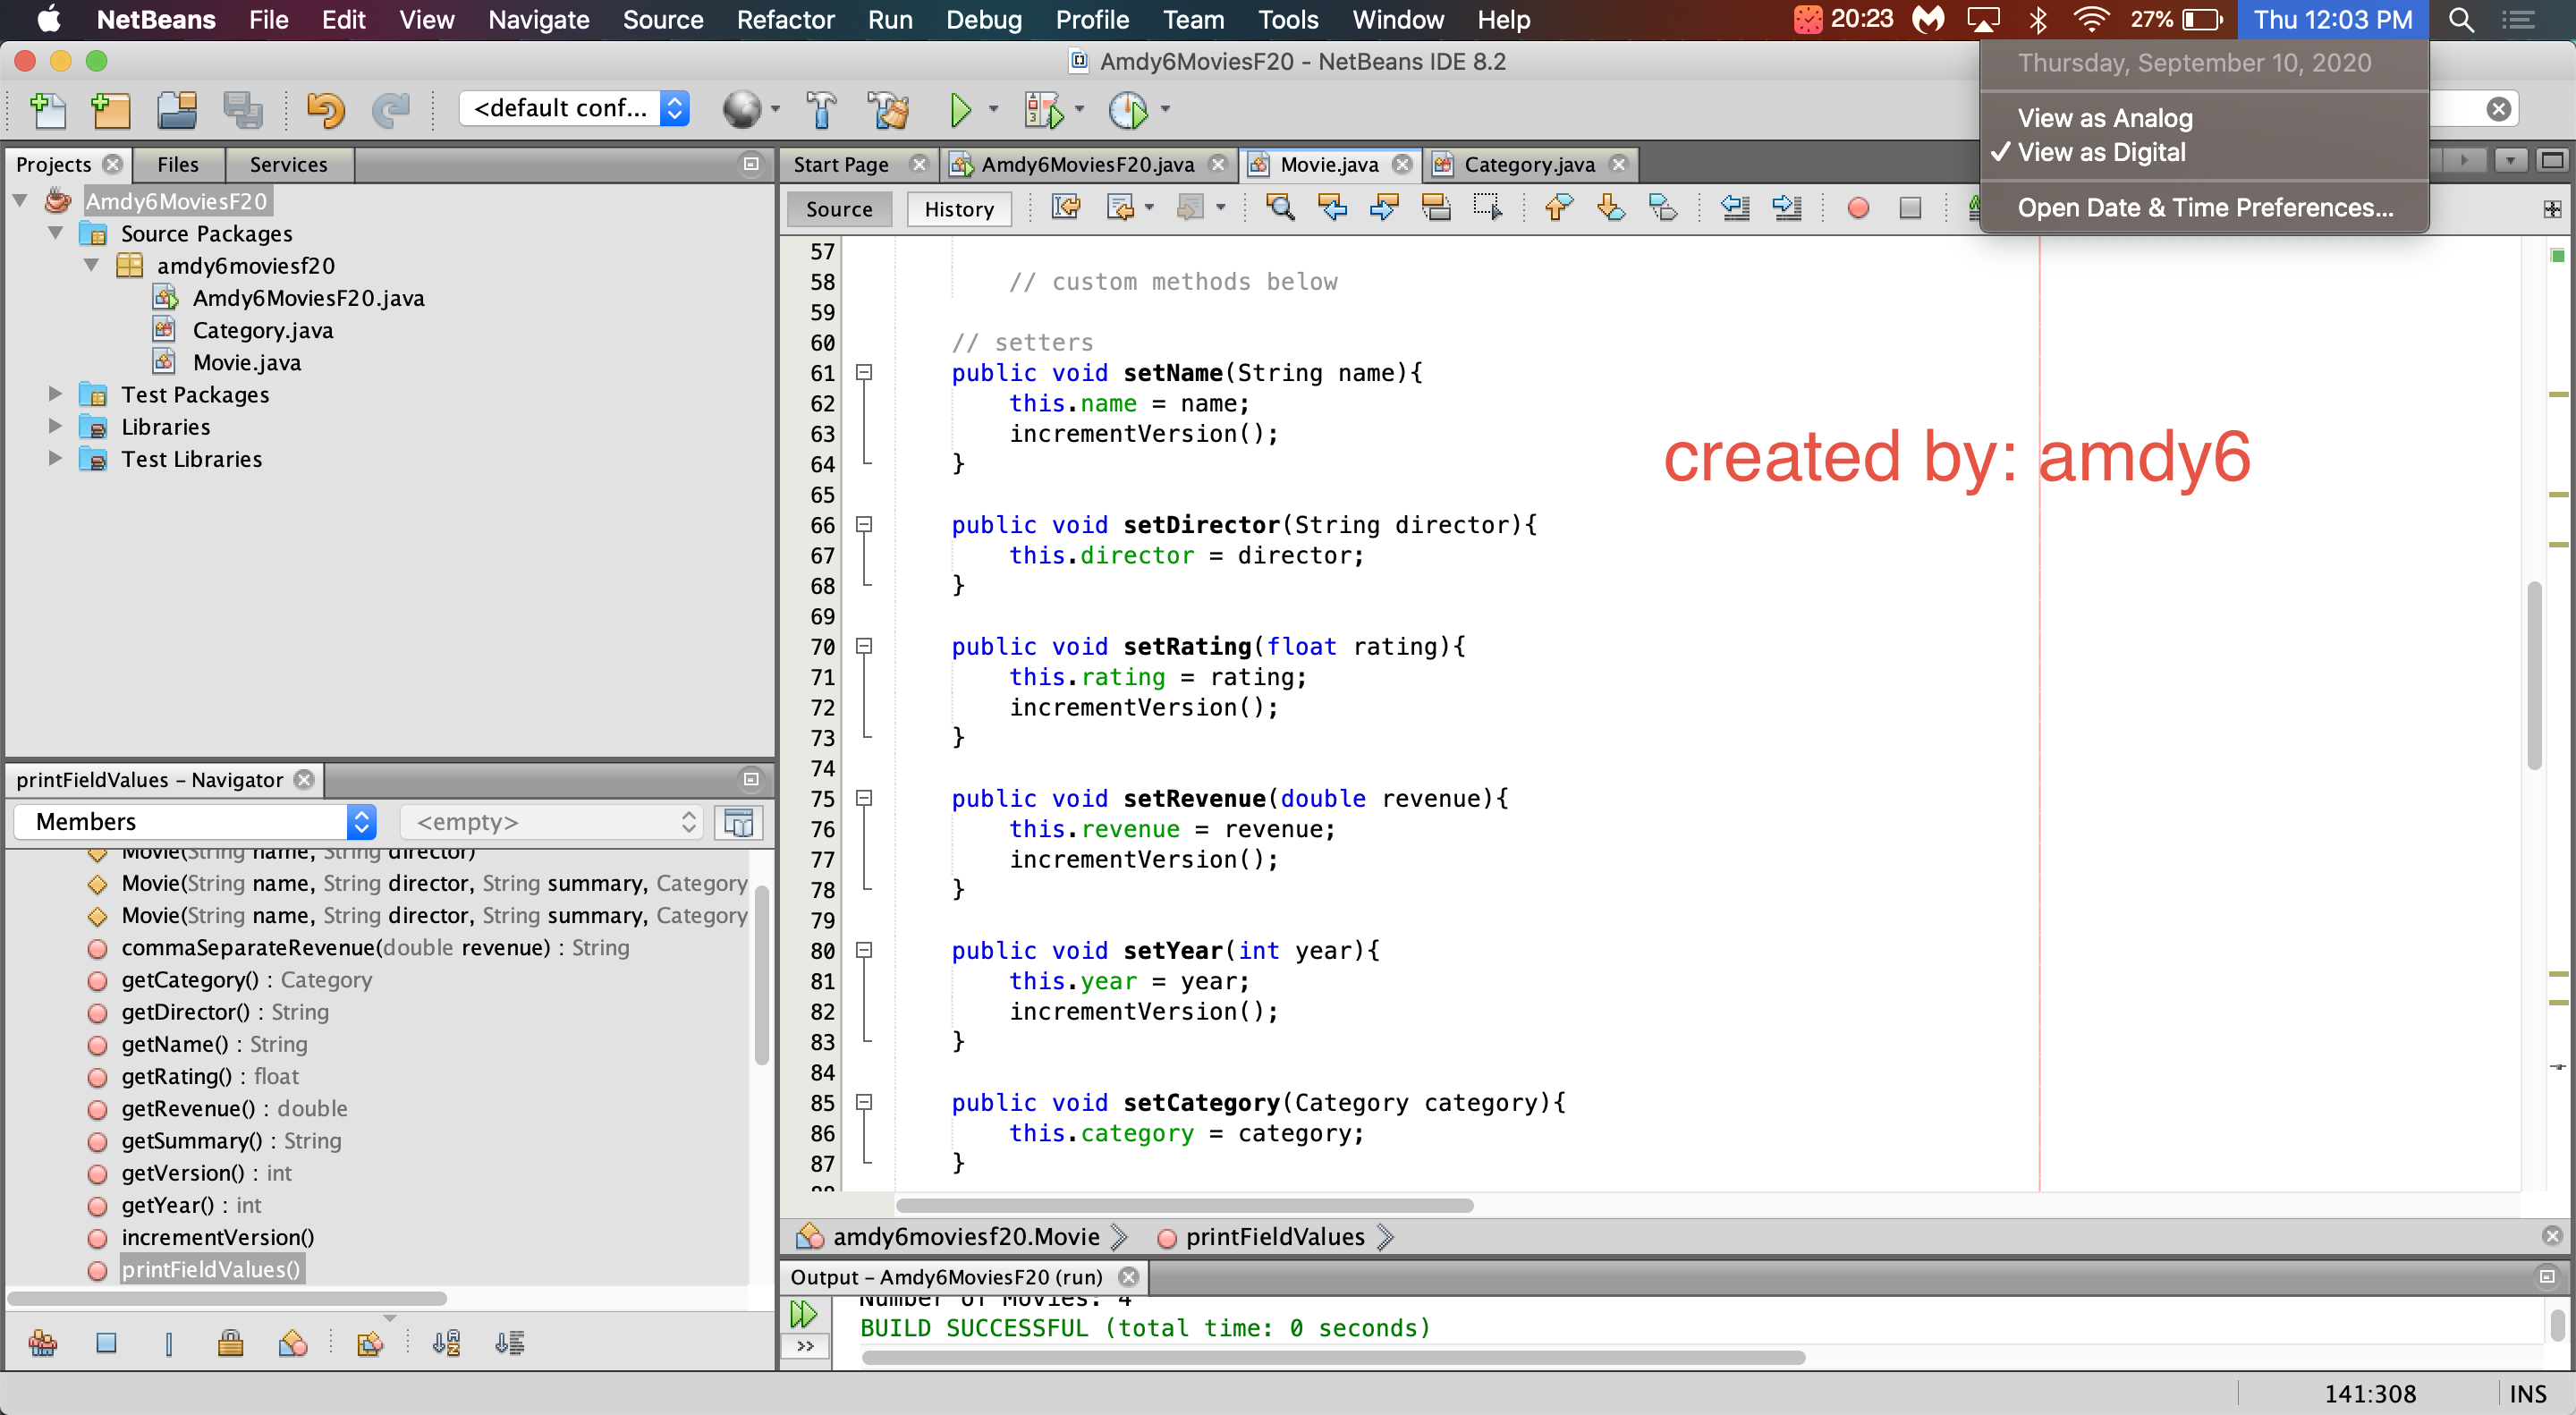 NetBeans File Edit View Navigate Source Refactor Run Debug Profile Team Tools Window Help 20:23 27% Thu 12:03 PM
Amdy6MoviesF20 - NetBeans IDE 8.2
Thursday, September 10, 2020
View as Analog
✓ View as Digital
Open Date & Time Preferences...
<default conf...
Projects Files Services
Amdy6MoviesF20
Source Packages
amdy6moviesf20
Amdy6MoviesF20.java
Category.java
Movie.java
Test Packages
Libraries
Test Libraries
printFieldValues - Navigator
Members <empty>
Movie(String name, String director)
Movie(String name, String director, String summary, Category
Movie(String name, String director, String summary, Category
commaSeparateRevenue(double revenue) : String
getCategory() : Category
getDirector() : String
getName() : String
getRating() : float
getRevenue() : double
getSummary() : String
getVersion() : int
getYear() : int
incrementVersion()
printFieldValues()
Start Page Amdy6MoviesF20.java Movie.java Category.java
Source History
57
58 // custom methods below
59
60 // setters
61 public void setName(String name){
62 this.name = name;
63 incrementVersion();
64 }
65
66 public void setDirector(String director){
67 this.director = director;
68 }
69
70 public void setRating(float rating){
71 this.rating = rating;
72 incrementVersion();
73 }
74
75 public void setRevenue(double revenue){
76 this.revenue = revenue;
77 incrementVersion();
78 }
79
80 public void setYear(int year){
81 this.year = year;
82 incrementVersion();
83 }
84
85 public void setCategory(Category category){
86 this.category = category;
87 }
88
created by: amdy6
amdy6moviesf20.Movie printFieldValues
Output - Amdy6MoviesF20 (run)
Number of Movies: 4
BUILD SUCCESSFUL (total time: 0 seconds)
141:308 INS